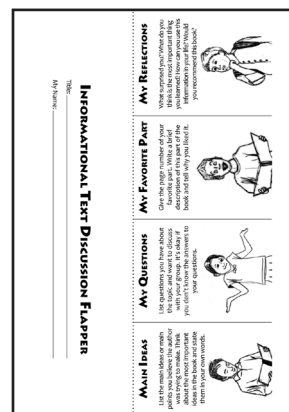 INFORMATIONAL TEXT DISCUSSION FLAPPER
Title:
My Name:
MAIN IDEAS
List the main ideas or main
points you believe the author
was trying to make. Think
about the most important
ideas in the book and state
them in your own words.
MY QUESTIONS
List questions you have about
the topic and want to discuss
with your group. It's okay if
you don't know the answers to
your questions.
MY FAVORITE PART
Give the page number of your
favorite part. Write a brief
description of this part of the
book and tell why you liked it.
MY REFLECTIONS
What surprised you? What do you
think is the most important thing
you learned? How can you use this
information in your life? Would
you recommend this book?